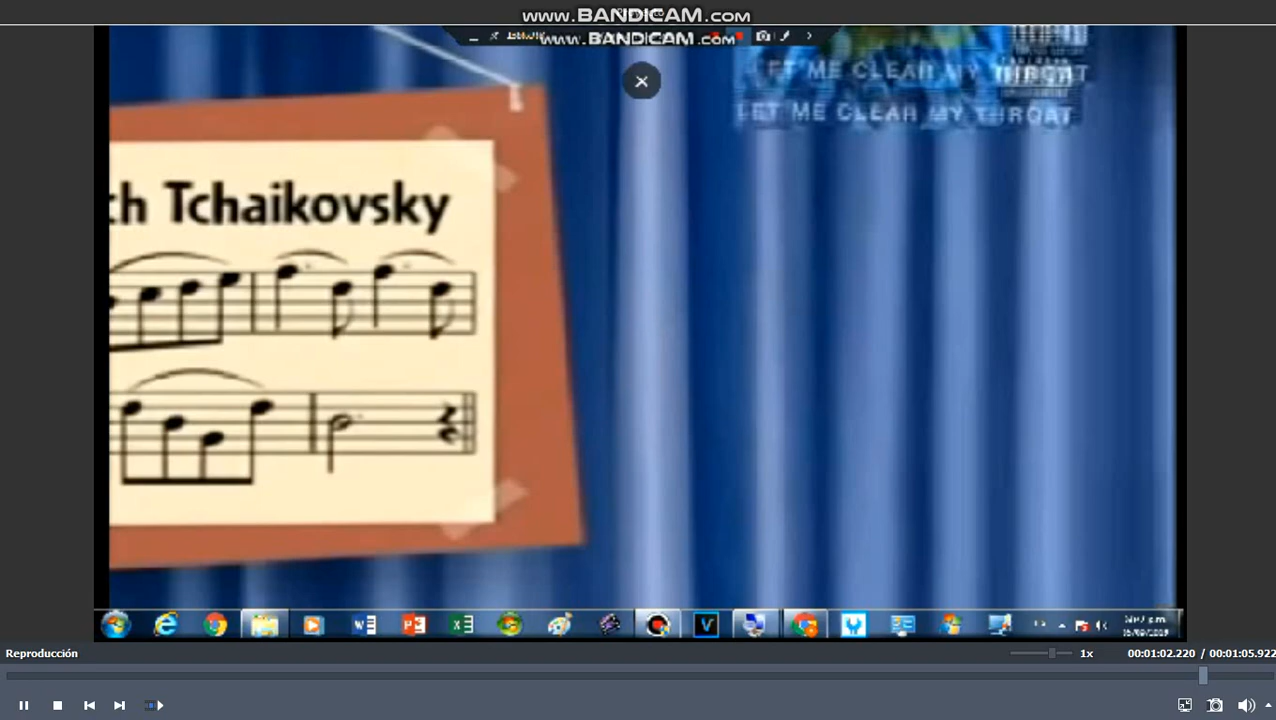 www.BANDICAM.com
www.BANDICAM.com
LET ME CLEAR MY THROAT
LET ME CLEAR MY THROAT
ch Tchaikovsky
Reproducción
1x
00:01:02.220 / 00:01:05.922